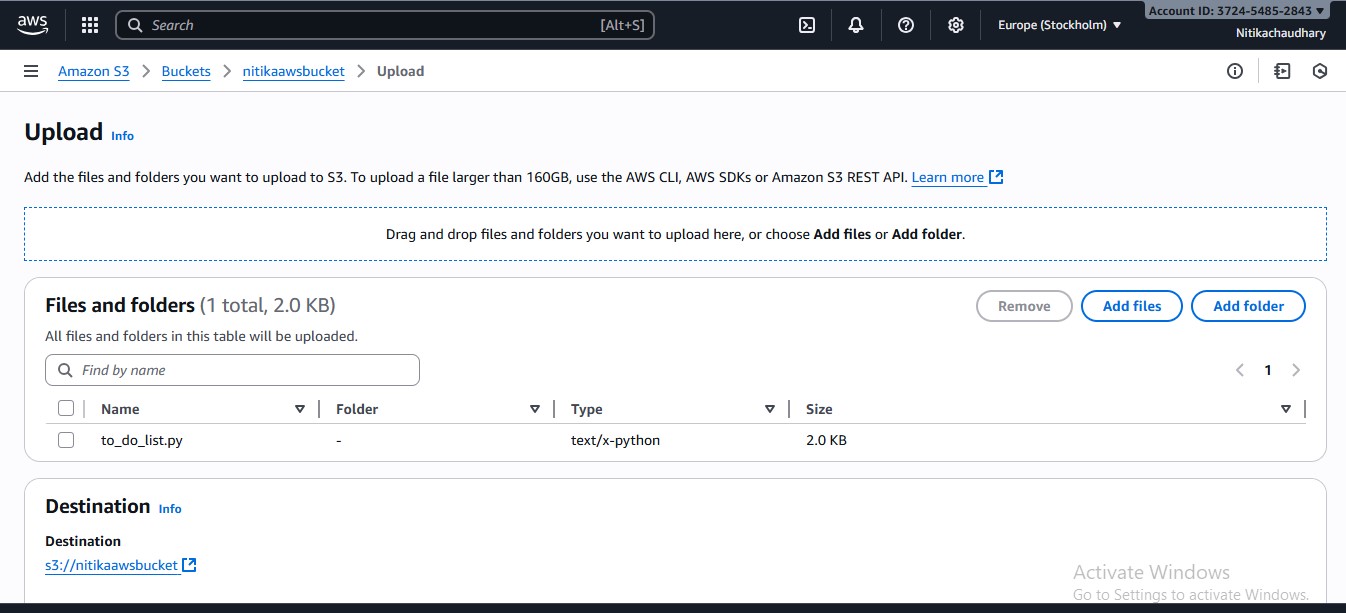 aws Search [Alt+S] Europe (Stockholm) Account ID: 3724-5485-2843
Nitikachaudhary
Amazon S3 Buckets nitikaawsbucket Upload
Upload Info
Add the files and folders you want to upload to S3. To upload a file larger than 160GB, use the AWS CLI, AWS SDKs or Amazon S3 REST API. Learn more
Drag and drop files and folders you want to upload here, or choose Add files or Add folder.
Files and folders (1 total, 2.0 KB) Remove Add files Add folder
All files and folders in this table will be uploaded.
Find by name 1
Name Folder Type Size
to_do_list.py - text/x-python 2.0 KB
Destination Info
Destination
s3://nitikaawsbucket
Activate Windows
Go to Settings to activate Windows.